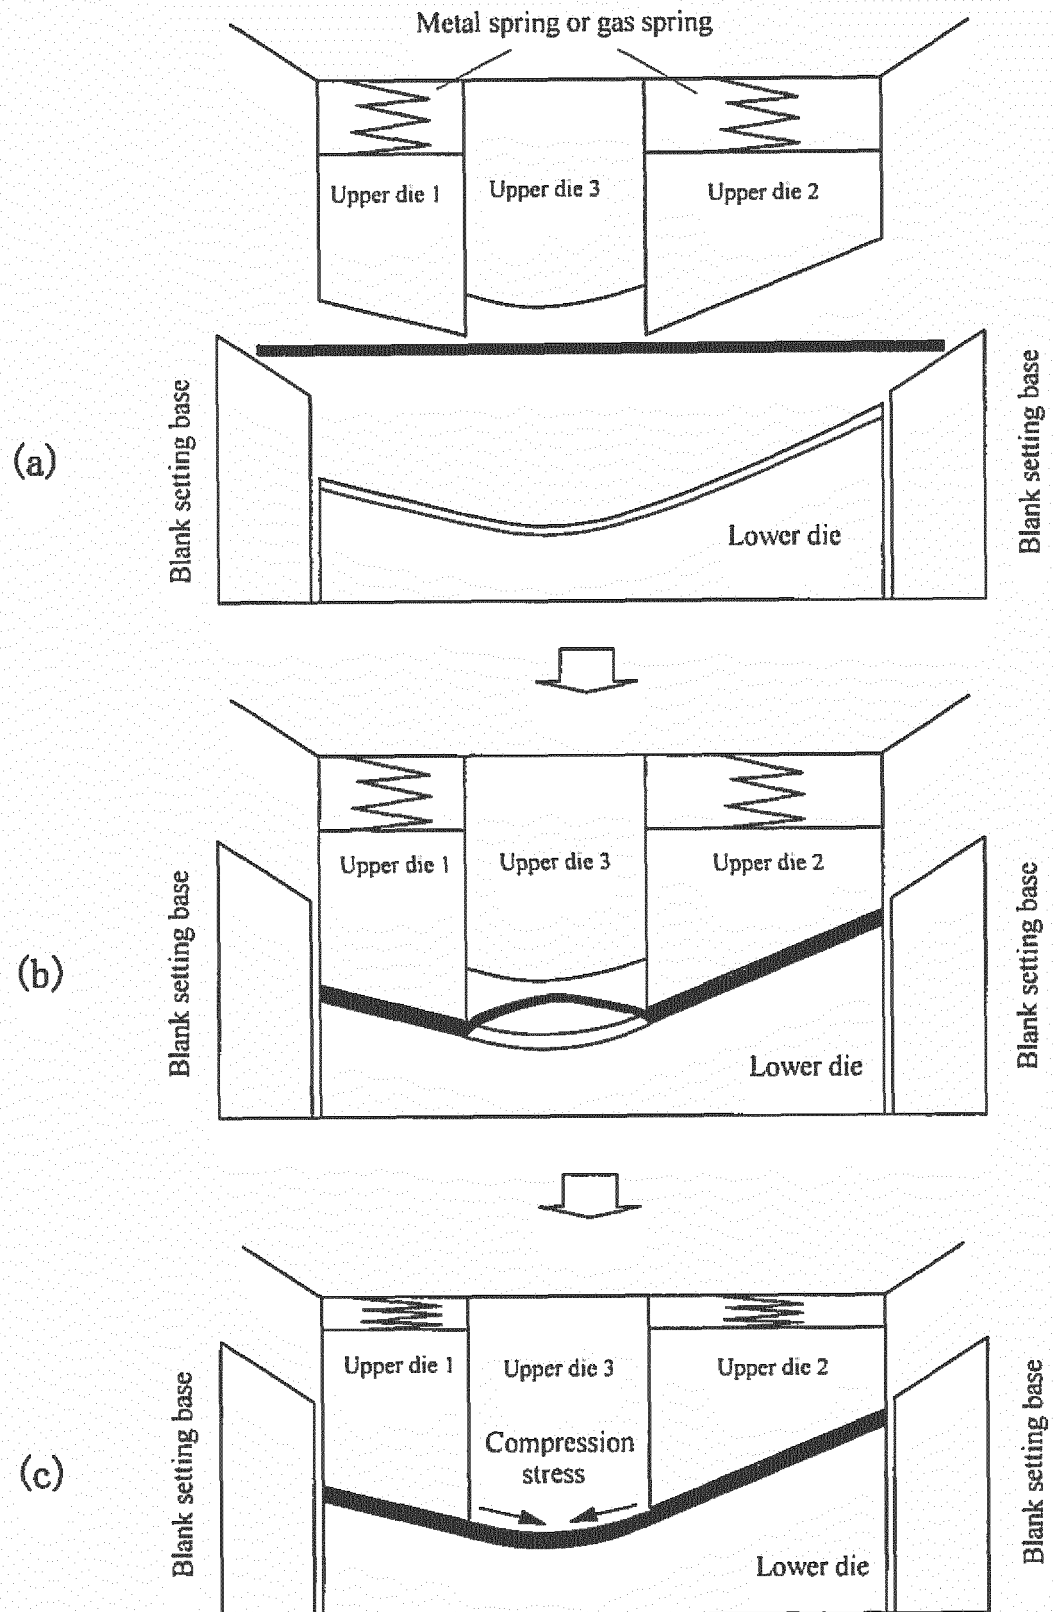 Metal spring or gas spring
Upper die 1
Upper die 3
Upper die 2
Blank setting base
Blank setting base
(a)
Lower die
Upper die 1
Upper die 3
Upper die 2
Blank setting base
Blank setting base
(b)
Lower die
Upper die 1
Upper die 3
Upper die 2
Blank setting base
Blank setting base
Compression
stress
(c)
Lower die